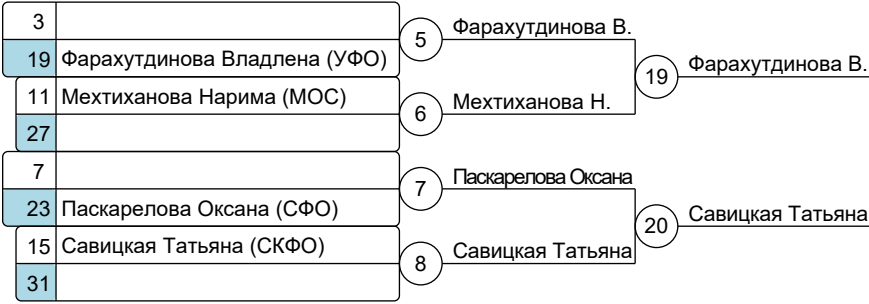 3
5
Фарахутдинова В.
19 Фарахутдинова Владлена (УФО)
19
Фарахутдинова В.
11 Мехтиханова Нарима (МОС)
6
Мехтиханова Н.
27
7
7
Паскарелова Оксана
23 Паскарелова Оксана (СФО)
20
Савицкая Татьяна
15 Савицкая Татьяна (СКФО)
8
Савицкая Татьяна
31